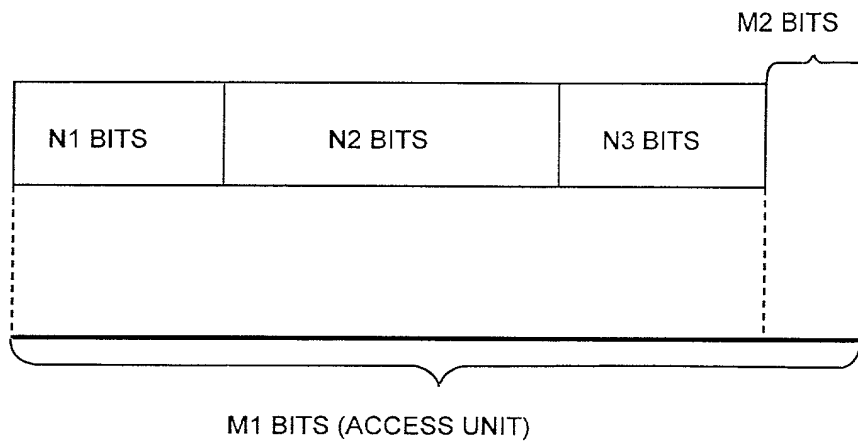 M2 BITS
N1 BITS
N2 BITS
N3 BITS
M1 BITS (ACCESS UNIT)